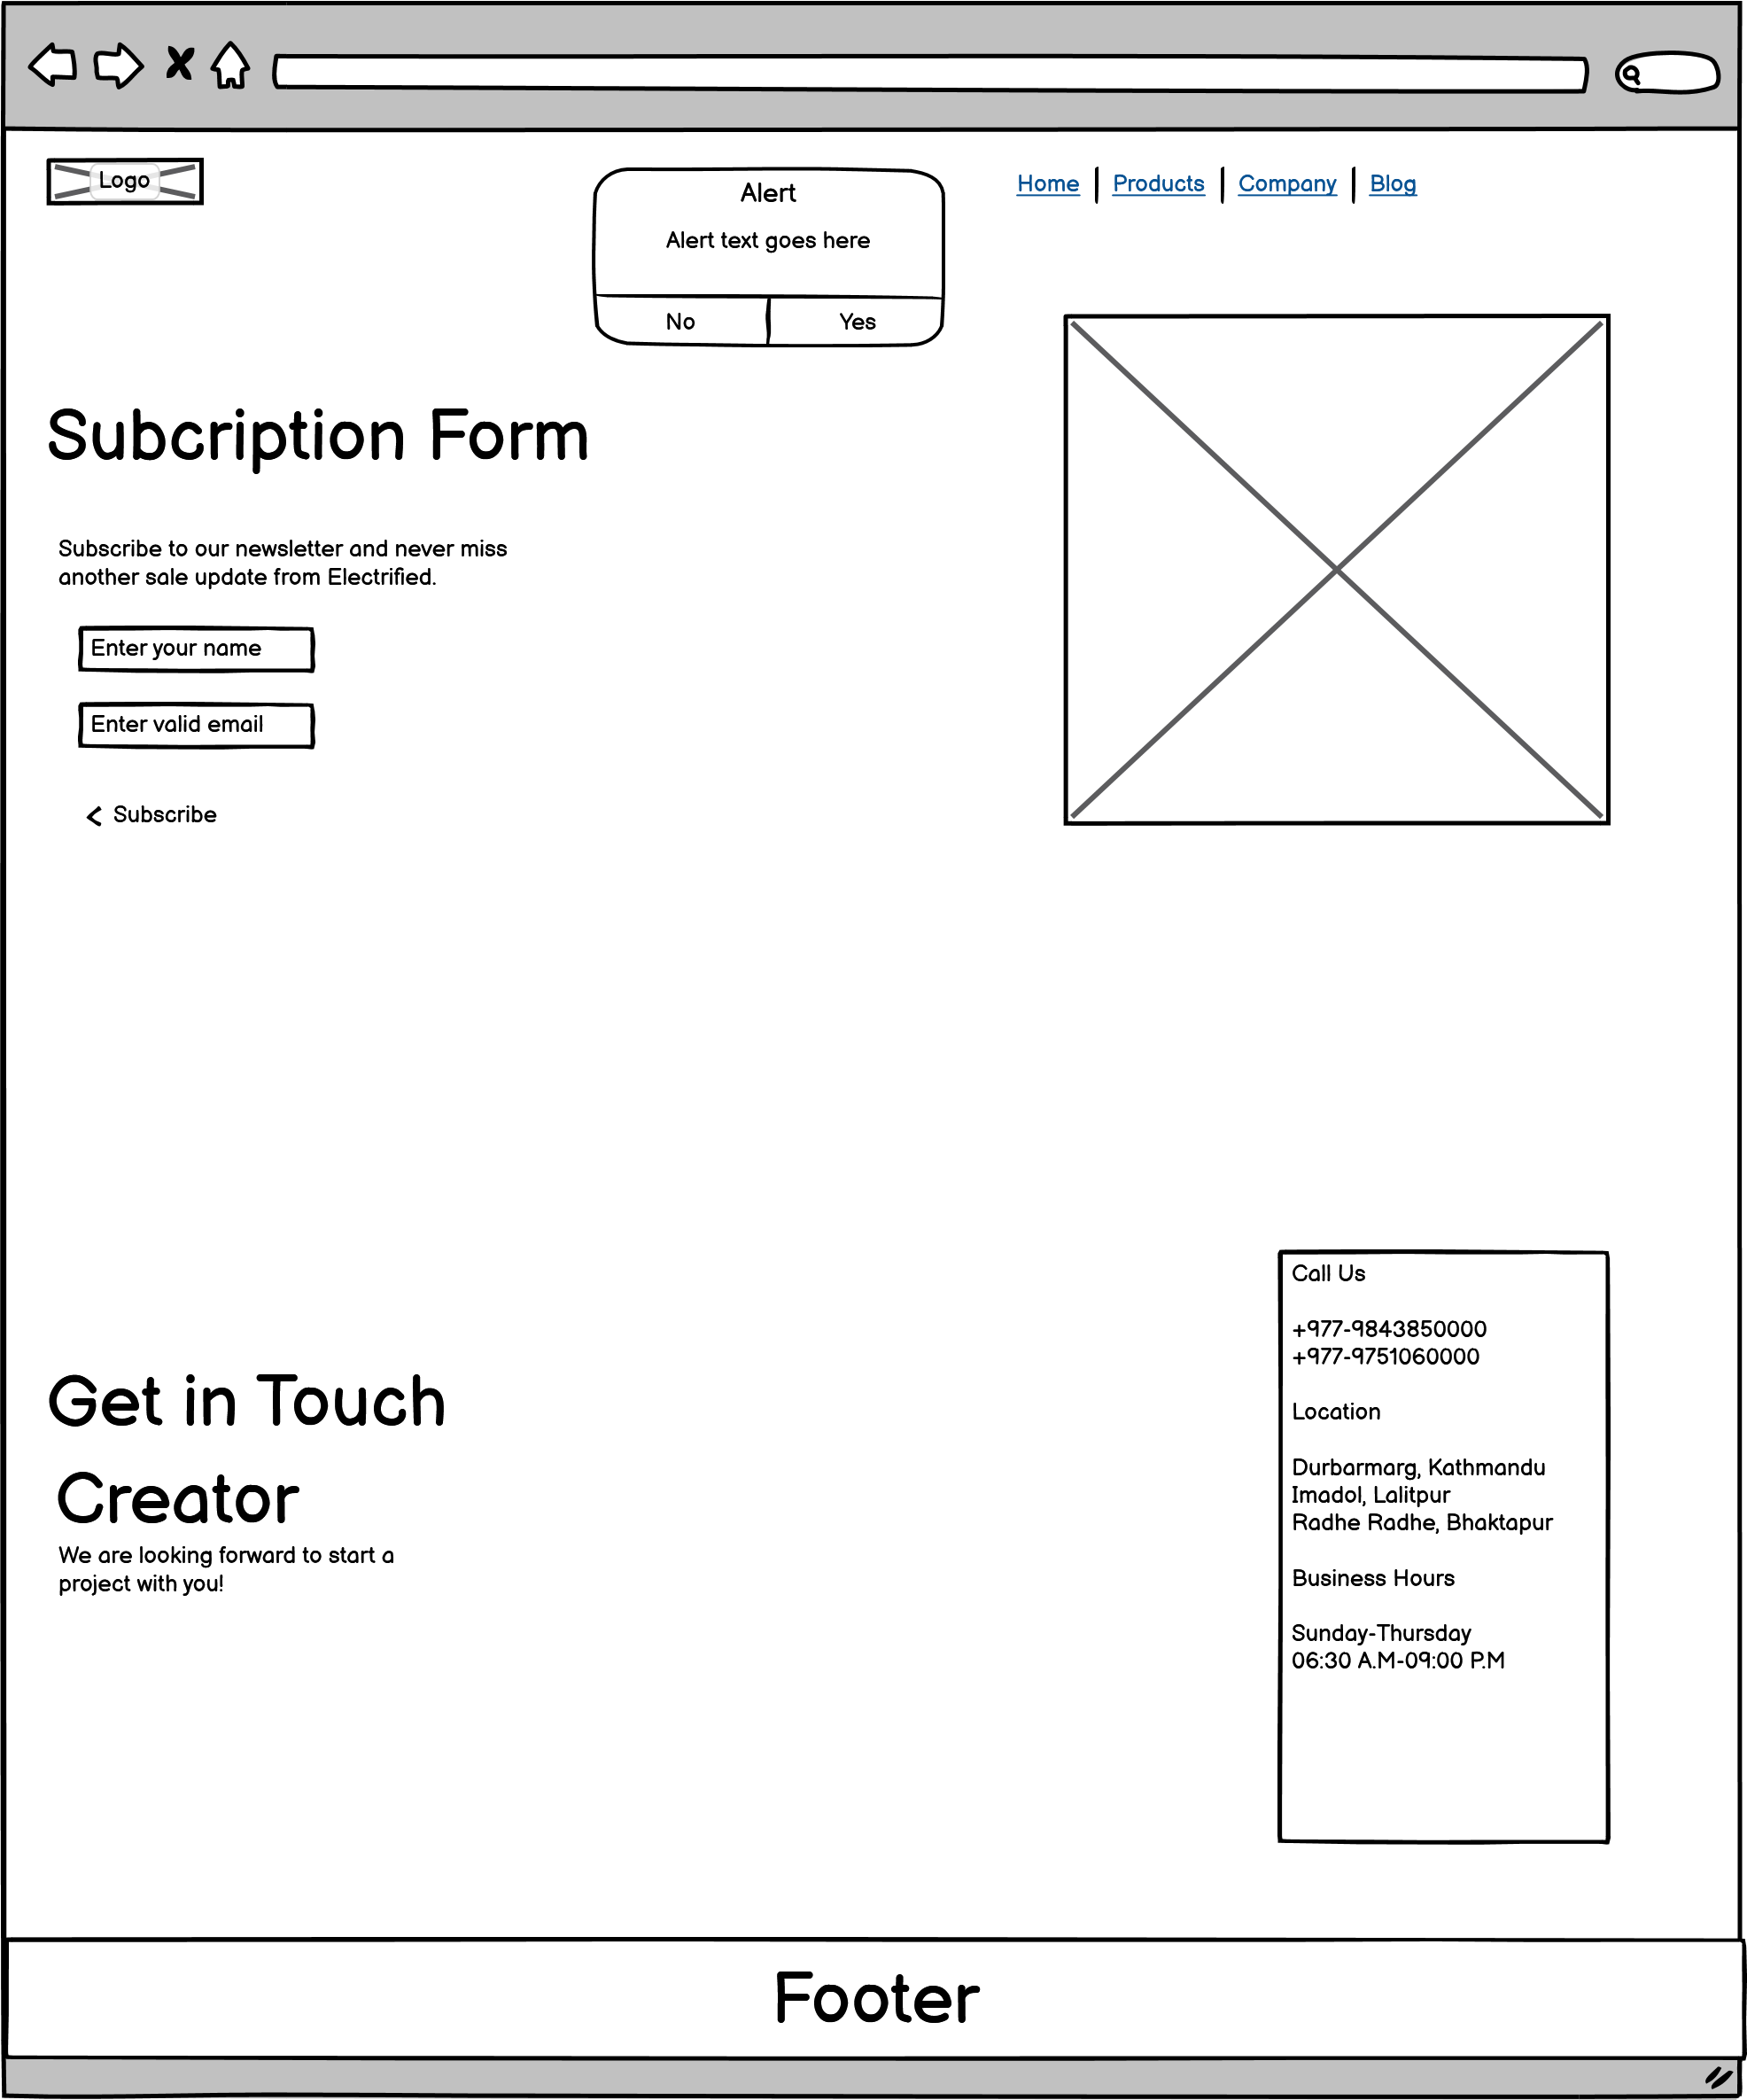 Logo
Alert
Alert text goes here
No
Yes
Home
Products
Company
Blog
Subcription Form
Subscribe to our newsletter and never miss
another sale update from Electrified.
Enter your name
Enter valid email
Subscribe
Get in Touch
Creator
We are looking forward to start a
project with you!
Call Us
+977-9843850000
+977-9751060000
Location
Durbarmarg, Kathmandu
Imadol, Lalitpur
Radhe Radhe, Bhaktapur
Business Hours
Sunday-Thursday
06:30 A.M-09:00 P.M
Footer